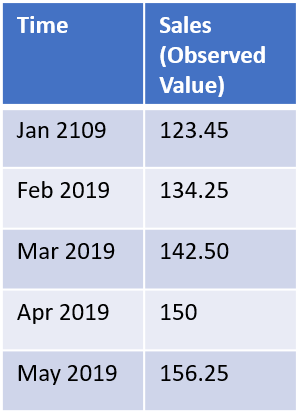 Time Sales
(Observed
Value)
Jan 2109 123.45
Feb 2019 134.25
Mar 2019 142.50
Apr 2019 150
May 2019 156.25